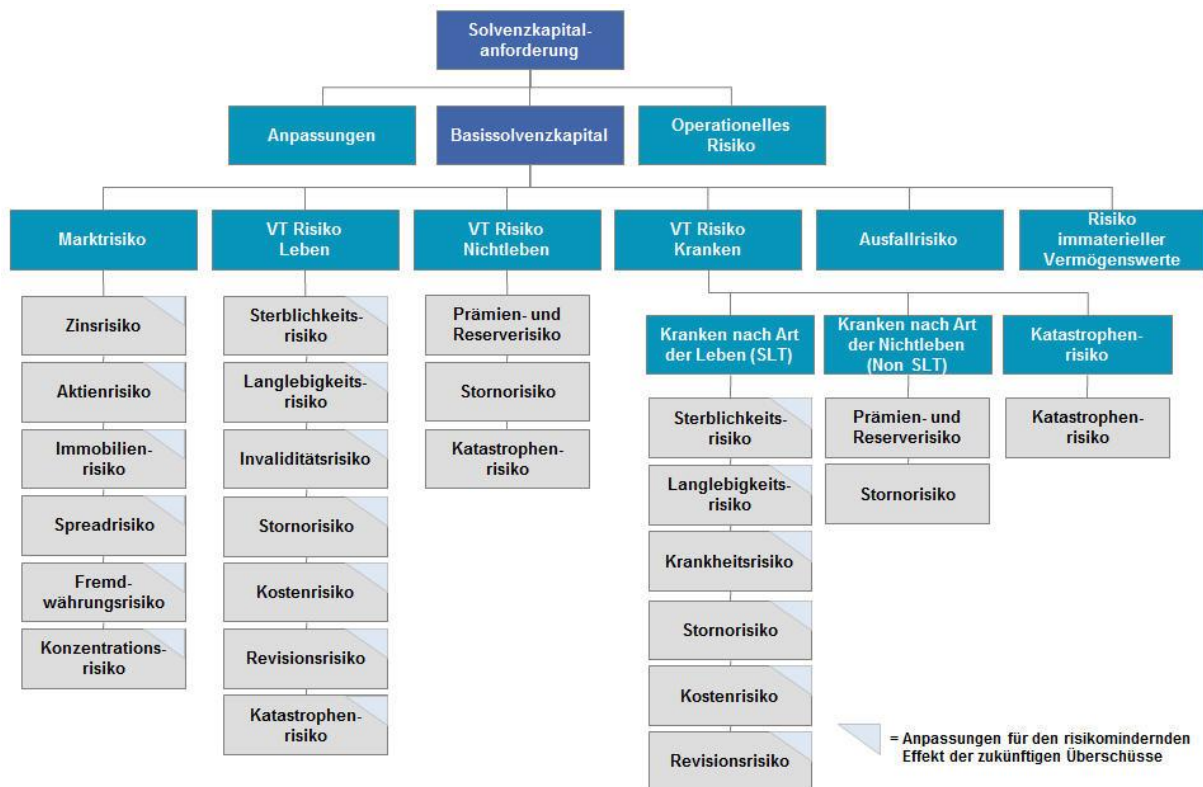 Solvenzkapital-
anforderung
Anpassungen
Basissolvenzkapital
Operationelles
Risiko
Marktrisiko
VT Risiko
Leben
VT Risiko
Nichtleben
VT Risiko
Kranken
Ausfallrisiko
Risiko
immaterieller
Vermögenswerte
Zinsrisiko
Aktienrisiko
Immobilien-
risiko
Spreadrisiko
Fremd-
währungsrisiko
Konzentrations-
risiko
Sterblichkeits-
risiko
Langlebigkeits-
risiko
Invaliditätsrisiko
Stornorisiko
Kostenrisiko
Revisionsrisiko
Katastrophen-
risiko
Prämien- und
Reserverisiko
Stornorisiko
Katastrophen-
risiko
Kranken nach Art
der Leben (SLT)
Sterblichkeits-
risiko
Langlebigkeits-
risiko
Krankheitsrisiko
Stornorisiko
Kostenrisiko
Revisionsrisiko
Kranken nach Art
der Nichtleben
(Non SLT)
Prämien- und
Reserverisiko
Stornorisiko
Katastrophen-
risiko
Katastrophen-
risiko
= Anpassungen für den risikomindernden
Effekt der zukünftigen Überschüsse